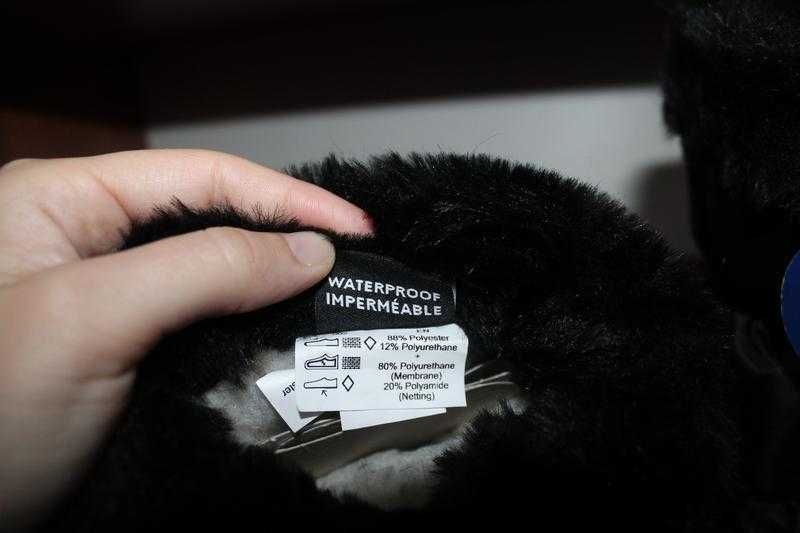 WATERPROOF
IMPERMÉABLE
88% Polyester
12% Polyurethane
+
80% Polyurethane
(Membrane)
20% Polyamide
(Netting)